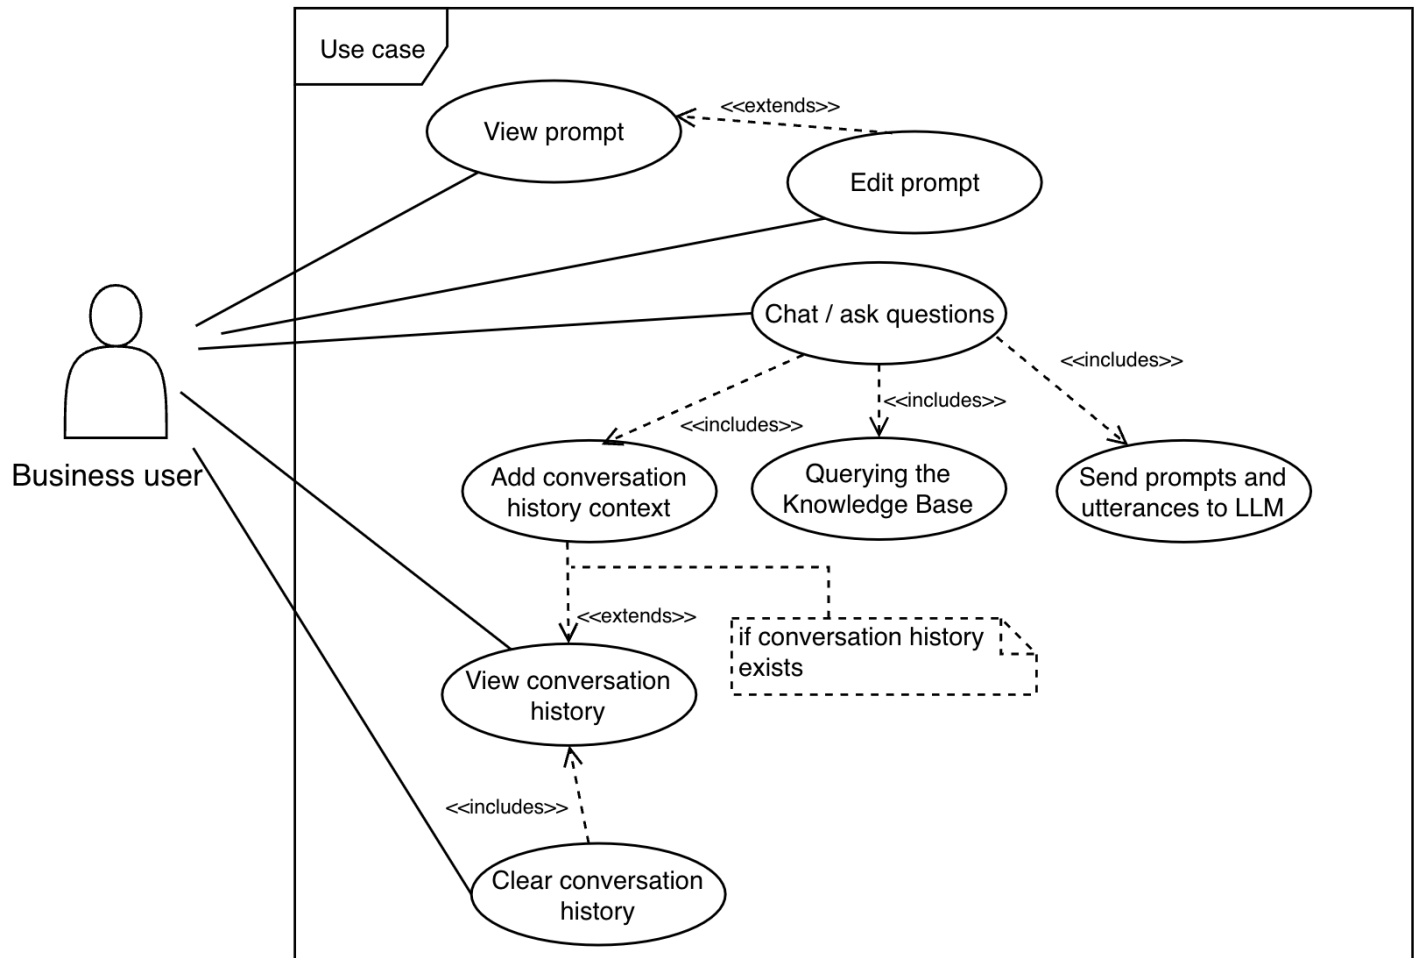 Use case
View prompt
<<extends>>
Edit prompt
Chat / ask questions
<<includes>>
<<includes>>
<<includes>>
Business user
Add conversation
history context
Querying the
Knowledge Base
Send prompts and
utterances to LLM
<<extends>>
if conversation history
exists
View conversation
history
<<includes>>
Clear conversation
history